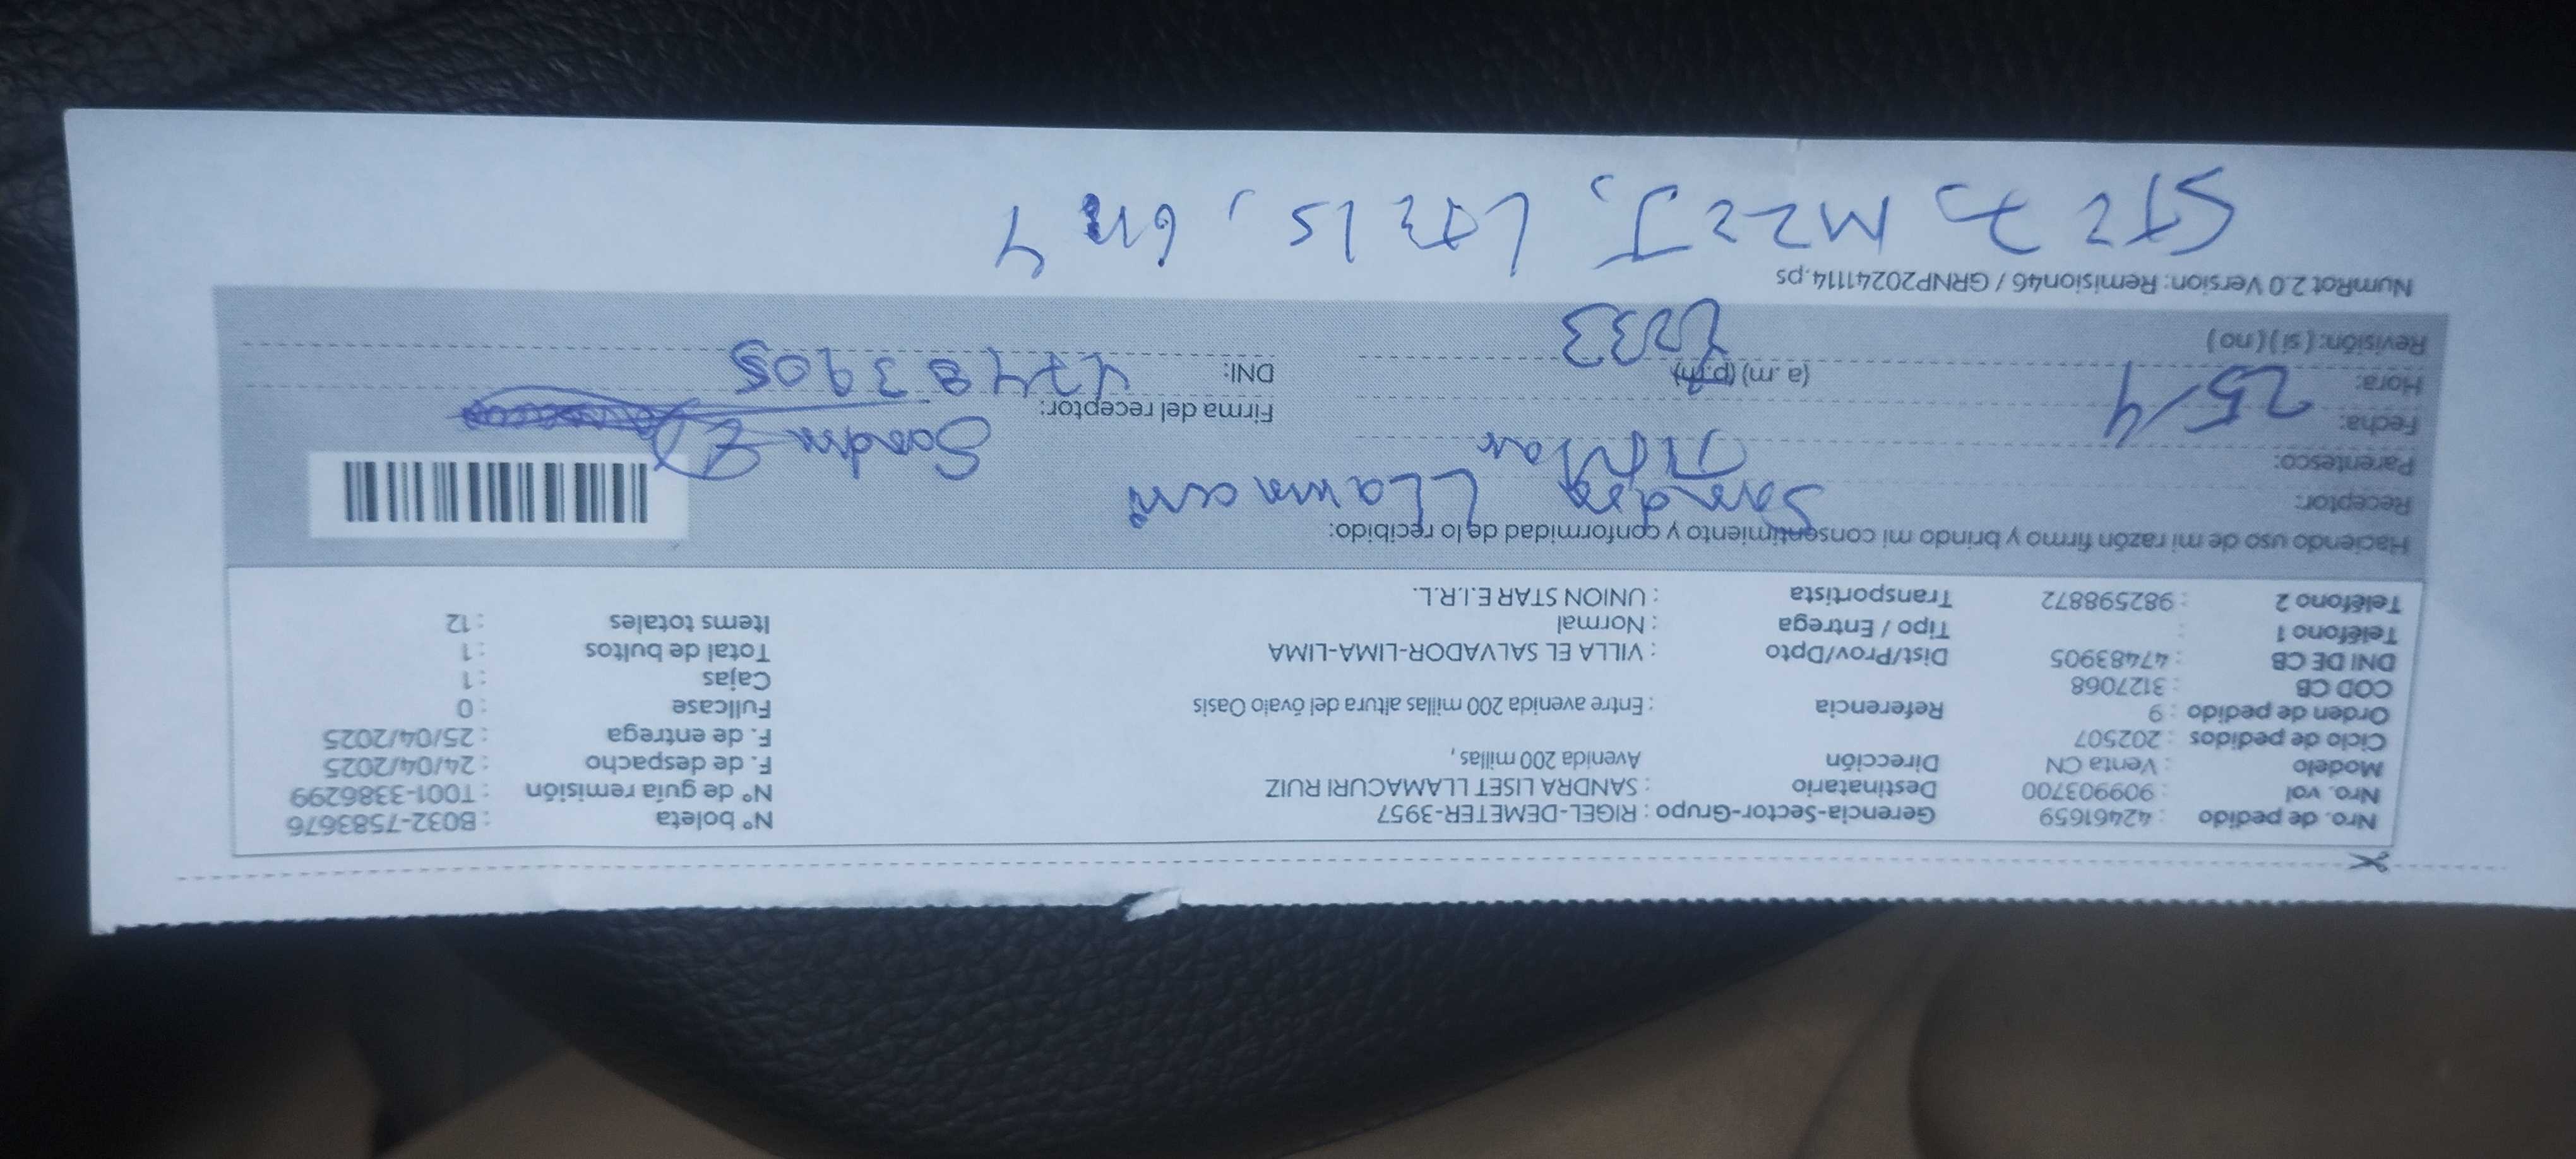 Nro. de pedido : 42461659 Gerencia-Sector-Grupo : RIGEL-DEMETER-3957 N° boleta : B032-7583676
Nro. vol : 909903700 Destinatario : SANDRA LISET LLAMACURI RUIZ N° de guía remisión : T001-3386299
Modelo : Venta CN Dirección Avenida 200 millas, F. de despacho : 24/04/2025
Ciclo de pedidos : 202507 F. de entrega : 25/04/2025
Orden de pedido : 9 Referencia : Entre avenida 200 millas altura del óvalo Oasis Fullcase : 0
COD CB : 3127068 Cajas : 1
DNI DE CB : 47483905 Dist/Prov/Dpto : VILLA EL SALVADOR-LIMA-LIMA Total de bultos : 1
Teléfono 1 : Tipo / Entrega : Normal Items totales : 12
Teléfono 2 : 982598872 Transportista : UNION STAR E.I.R.L.
Haciendo uso de mi razón firmo y brindo mi consentimiento y conformidad de lo recibido:
Receptor: Sandra
Parentesco: Titular
Fecha: 25/4 Firma del receptor: Sandra
Hora: (a.m) (p.m) DNI: 47483905
Revisión: (si) (no)
NumRot 2.0 Version: Remision46 / GRNP20241114.ps